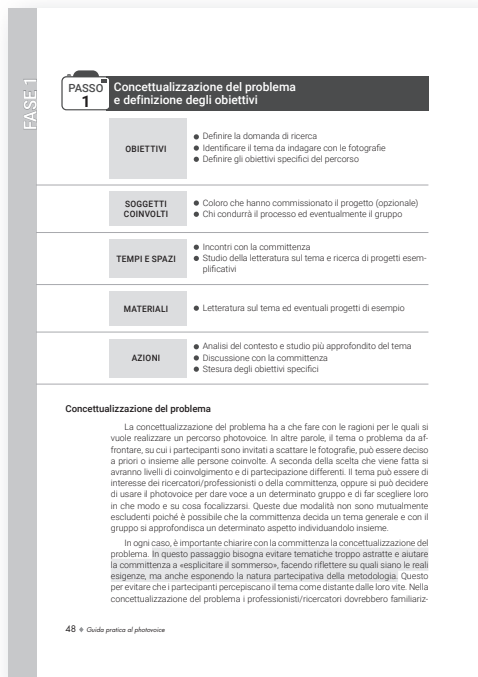 FASE 1
PASSO
1
Concettualizzazione del problema
e definizione degli obiettivi
OBIETTIVI
● Definire la domanda di ricerca
● Identificare il tema da indagare con le fotografie
● Definire gli obiettivi specifici del percorso
SOGGETTI
COINVOLTI
● Coloro che hanno commissionato il progetto (opzionale)
● Chi condurrà il processo ed eventualmente il gruppo
TEMPI E SPAZI
● Incontri con la committenza
● Studio della letteratura sul tema e ricerca di progetti esem-
plificativi
MATERIALI
● Letteratura sul tema ed eventuali progetti di esempio
AZIONI
● Analisi del contesto e studio più approfondito del tema
● Discussione con la committenza
● Stesura degli obiettivi specifici
Concettualizzazione del problema
La concettualizzazione del problema ha a che fare con le ragioni per le quali si
vuole realizzare un percorso photovoice. In altre parole, il tema o problema da af-
frontare, su cui i partecipanti sono invitati a scattare le fotografie, può essere deciso
a priori o insieme alle persone coinvolte. A seconda della scelta che viene fatta si
avranno livelli di coinvolgimento e di partecipazione differenti. Il tema può essere di
interesse dei ricercatori/professionisti o della committenza, oppure si può decidere
di usare il photovoice per dare voce a un determinato gruppo e di far scegliere loro
in che modo e su cosa focalizzarsi. Queste due modalità non sono mutualmente
escludenti poiché è possibile che la committenza decida un tema generale e con il
gruppo si approfondisca un determinato aspetto individuandolo insieme.
In ogni caso, è importante chiarire con la committenza la concettualizzazione del
problema. In questo passaggio bisogna evitare tematiche troppo astratte e aiutare
la committenza a «esplicitare il sommerso», facendo riflettere su quali siano le reali
esigenze, ma anche esponendo la natura partecipativa della metodologia. Questo
per evitare che i partecipanti percepiscano il tema come distante dalle loro vite. Nella
concettualizzazione del problema i professionisti/ricercatori dovrebbero familiariz-
48 ✦ Guida pratica al photovoice